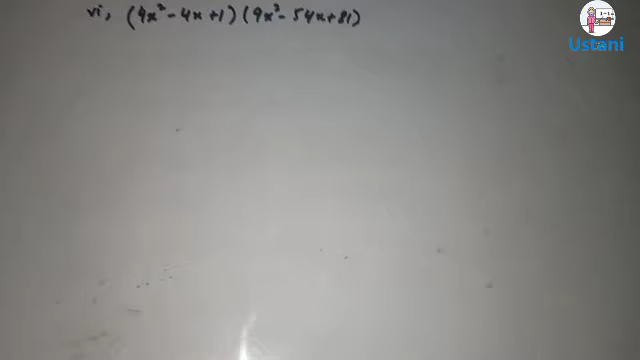 vi, (4x² - 4x + 1) (9x² - 54x + 81)
Ustani